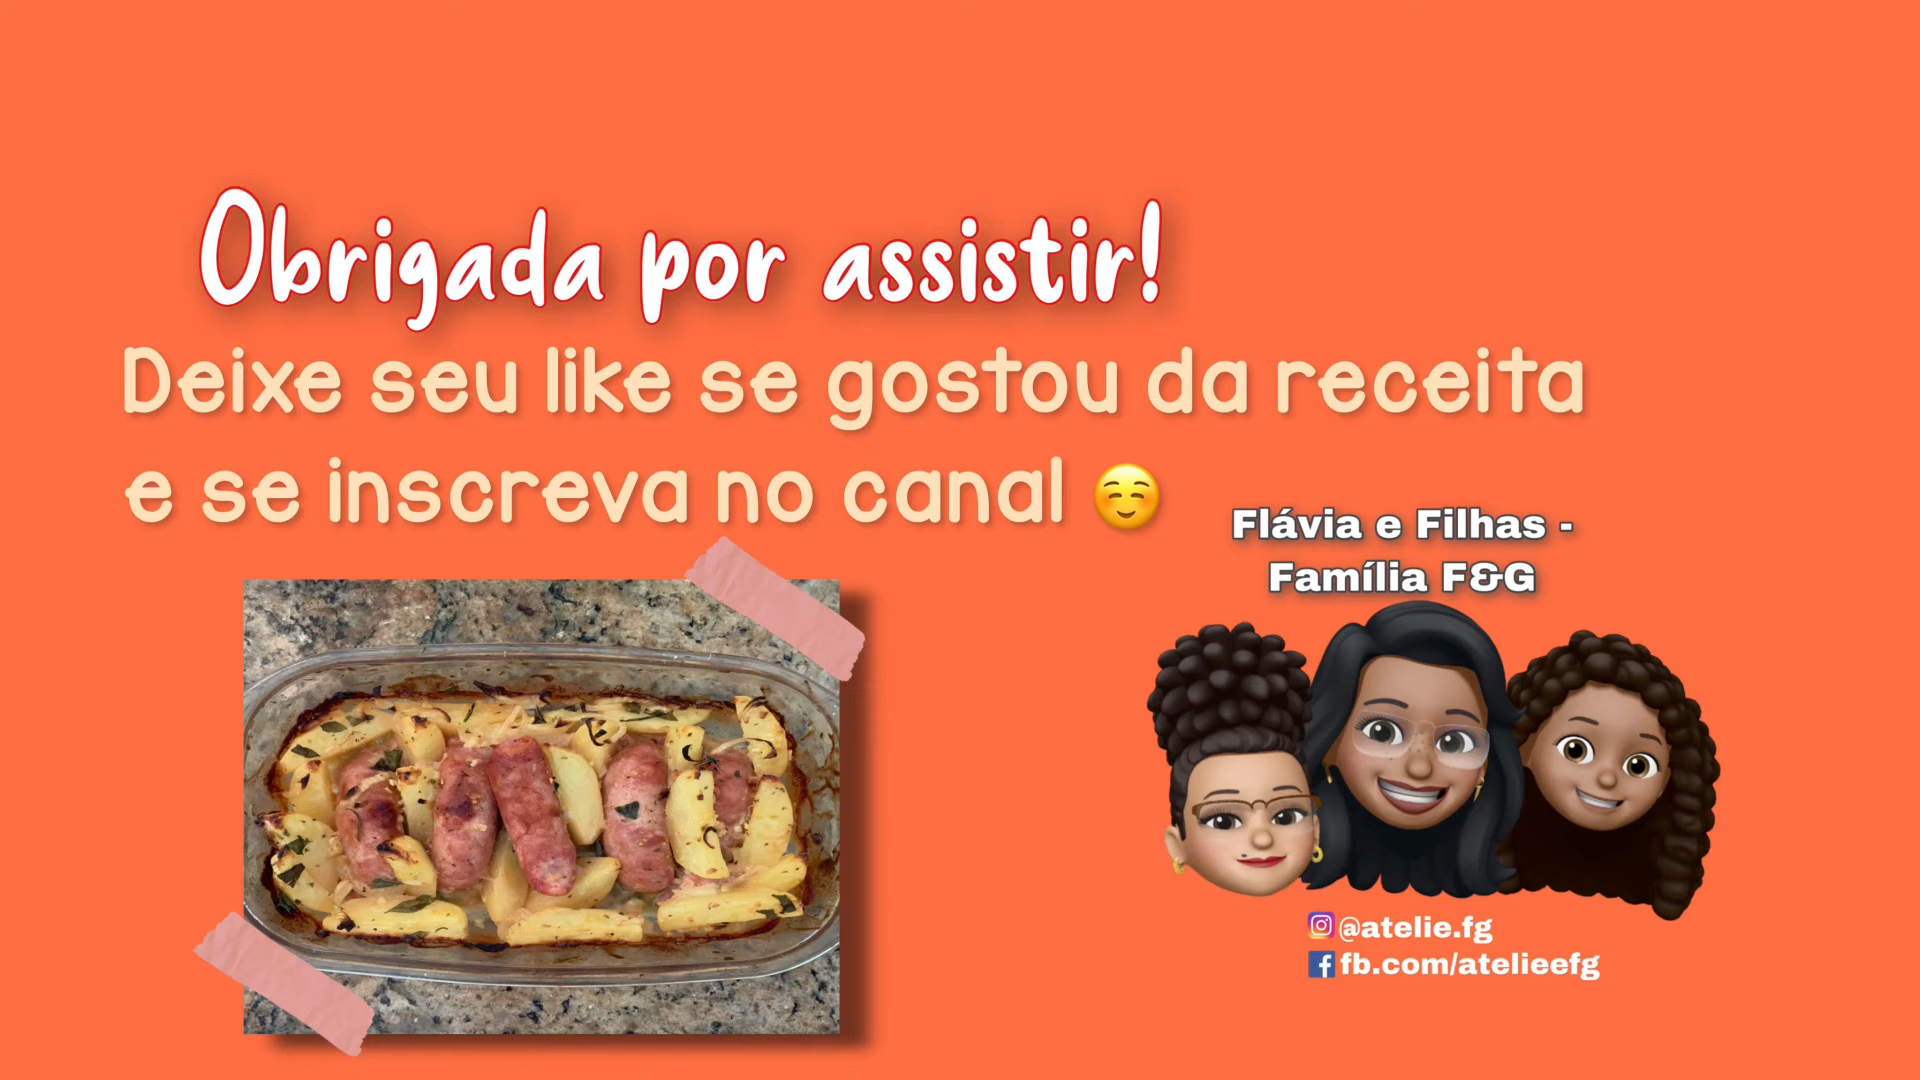 Obrigada por assistir!
Deixe seu like se gostou da receita
e se inscreva no canal ☺️
Flávia e Filhas -
Família F&G
@atelie.fg
fb.com/atelieefg